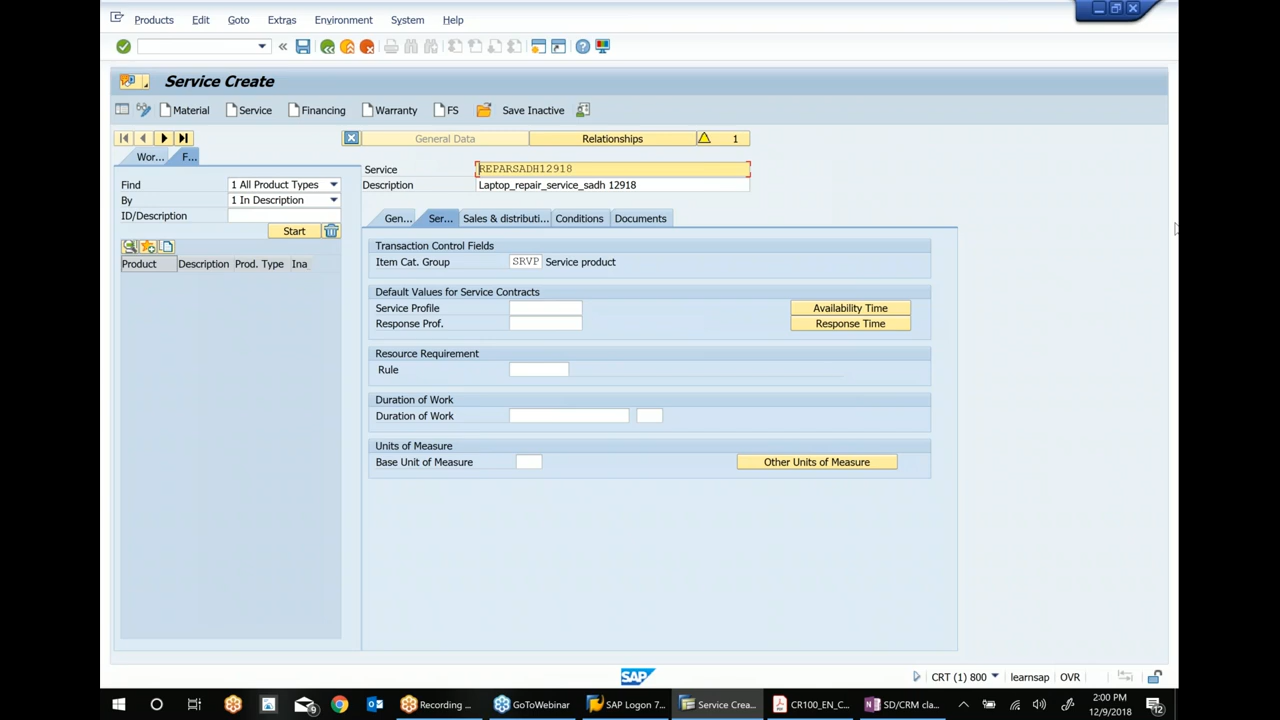 Products Edit Goto Extras Environment System Help
Service Create
Material Service Financing Warranty FS Save Inactive
General Data Relationships 1
Wor... F...
Service REPARSADH12918
Description Laptop_repair_service_sadh 12918
Find 1 All Product Types
By 1 In Description
ID/Description
Start
Product Description Prod. Type Ina
Gen... Ser... Sales & distributi... Conditions Documents
Transaction Control Fields
Item Cat. Group SRVP Service product
Default Values for Service Contracts
Service Profile Availability Time
Response Prof. Response Time
Resource Requirement
Rule
Duration of Work
Duration of Work
Units of Measure
Base Unit of Measure Other Units of Measure
SAP
CRT (1) 800 learnsap OVR
Recording ... GoToWebinar SAP Logon 7... Service Crea... CR100_EN_C... SD/CRM cla...
2:00 PM
12/9/2018
12